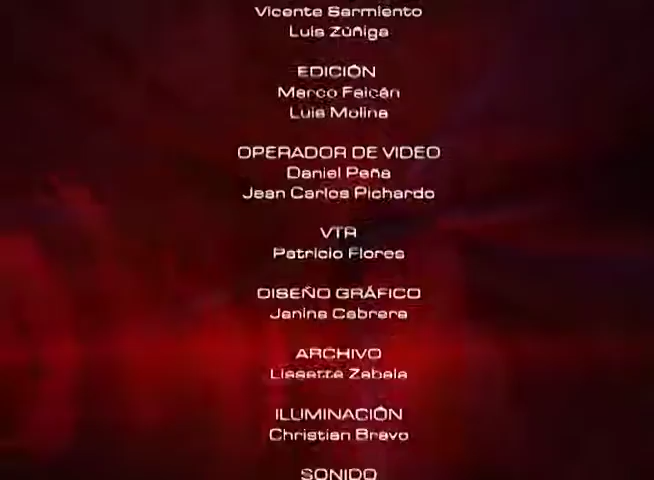 Vicente Sarmiento
Luis Zúñiga
EDICIÓN
Marco Falcán
Luis Molina
OPERADOR DE VIDEO
Daniel Peña
Jean Carlos Pichardo
VTR
Patricio Flores
DISEÑO GRÁFICO
Janina Cabrera
ARCHIVO
Lissette Zabala
ILUMINACIÓN
Christian Bravo
SONIDO